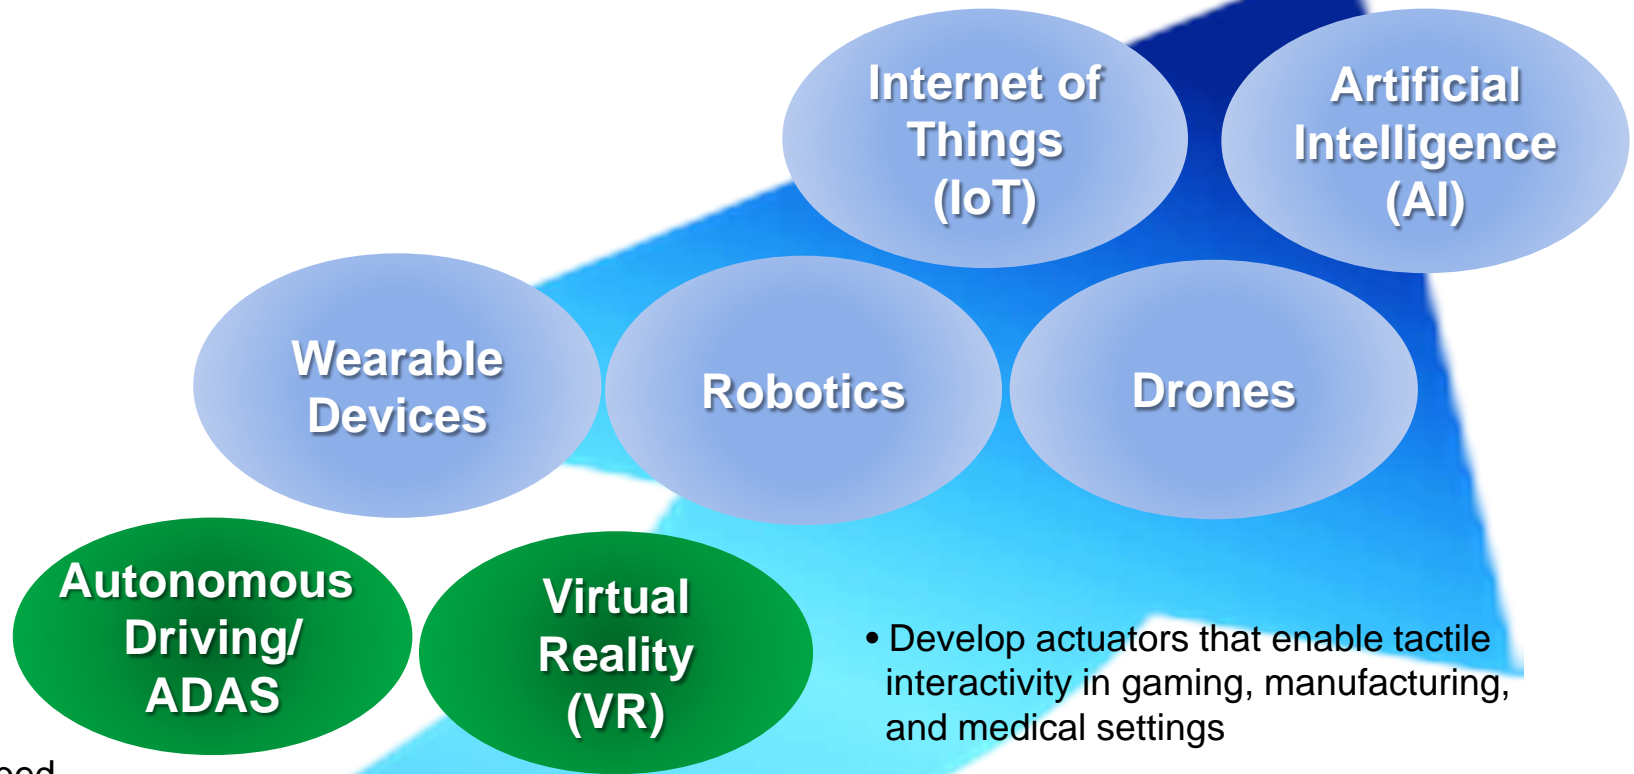 Internet of
Things
(IoT)
Artificial
Intelligence
(AI)
Wearable
Devices
Robotics
Drones
Autonomous
Driving/
ADAS
Virtual
Reality
(VR)
• Develop actuators that enable tactile
interactivity in gaming, manufacturing,
and medical settings